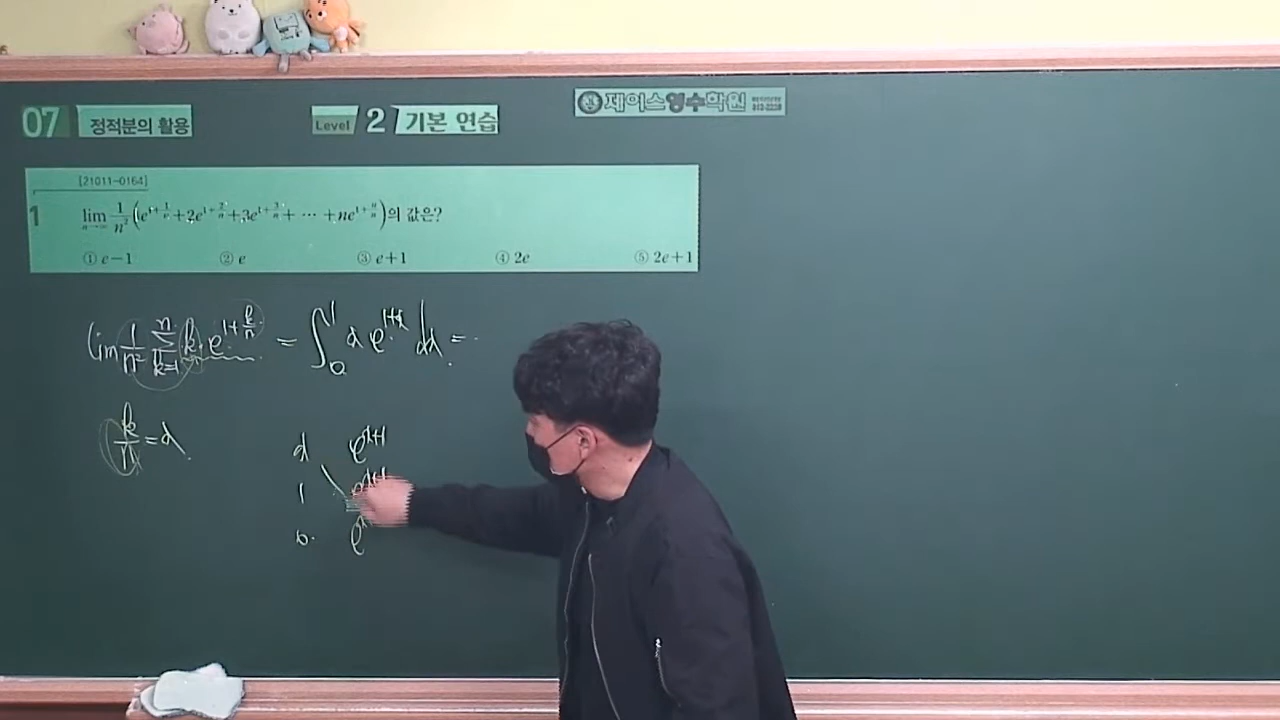 제이스영수학원
07 정적분의 활용 Level 2 기본 연습
[21011-0164]
1 lim n→∞ 1/n² (e^(1+1/n)+2e^(1+2/n)+3e^(1+3/n)+ ⋯ +ne^(1+n/n))의 값은?
① e−1 ② e ③ e+1 ④ 2e ⑤ 2e+1
lim 1/n² Σ_(k=1)^n k·e^(1+k/n) = ∫_0^1 x e^(1+x) dx =
k/n = x
x e^(x+1)
1 e^(x+1)
0 e